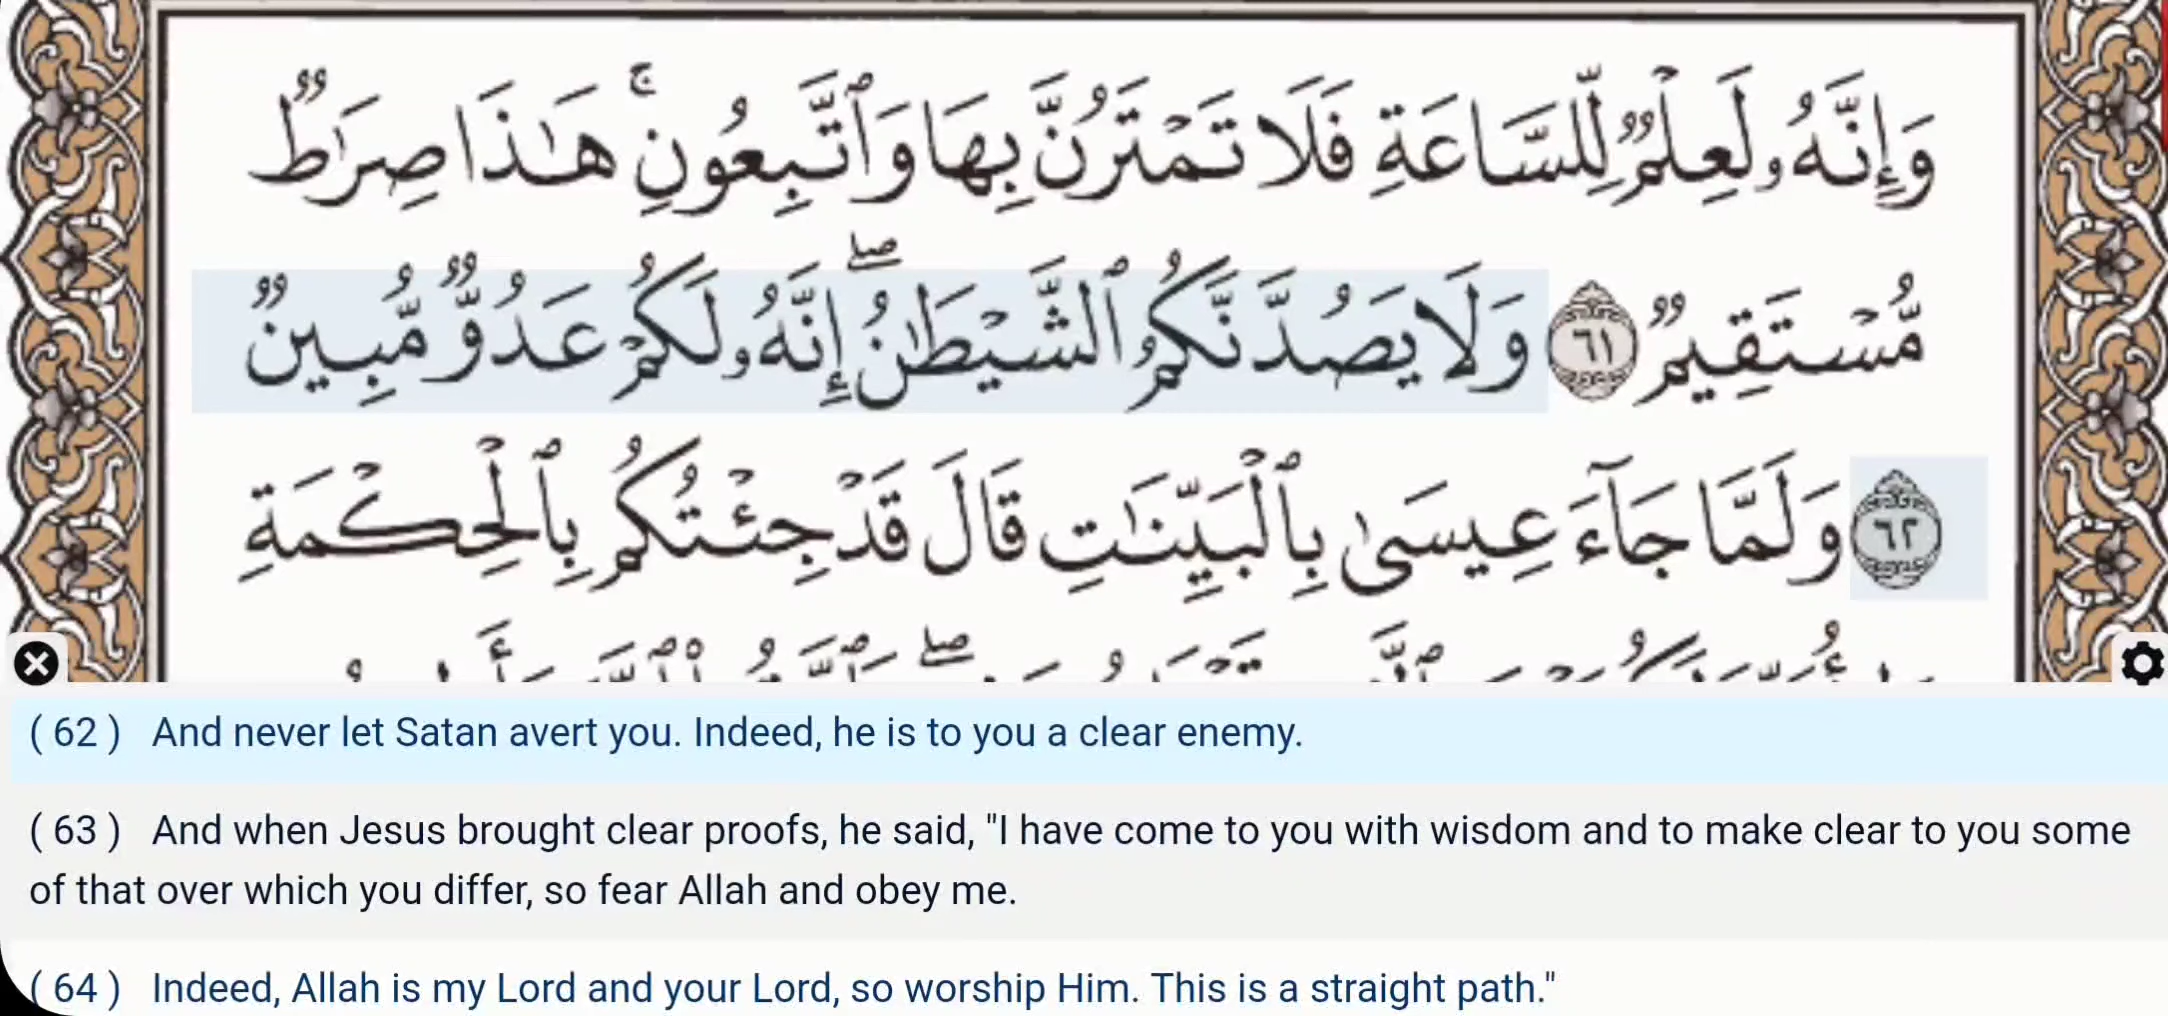 وَإِنَّهُۥ لَعِلْمٌ لِّلسَّاعَةِ فَلَا تَمْتَرُنَّ بِهَا وَٱتَّبِعُونِ ۚ هَـٰذَا صِرَٰطٌ
مُّسْتَقِيمٌ ٦١ وَلَا يَصُدَّنَّكُمُ ٱلشَّيْطَـٰنُ ۖ إِنَّهُۥ لَكُمْ عَدُوٌّ مُّبِينٌ
٦٢ وَلَمَّا جَآءَ عِيسَىٰ بِٱلْبَيِّنَـٰتِ قَالَ قَدْ جِئْتُكُم بِٱلْحِكْمَةِ
( 62 ) And never let Satan avert you. Indeed, he is to you a clear enemy.
( 63 ) And when Jesus brought clear proofs, he said, "I have come to you with wisdom and to make clear to you some
of that over which you differ, so fear Allah and obey me.
( 64 ) Indeed, Allah is my Lord and your Lord, so worship Him. This is a straight path."